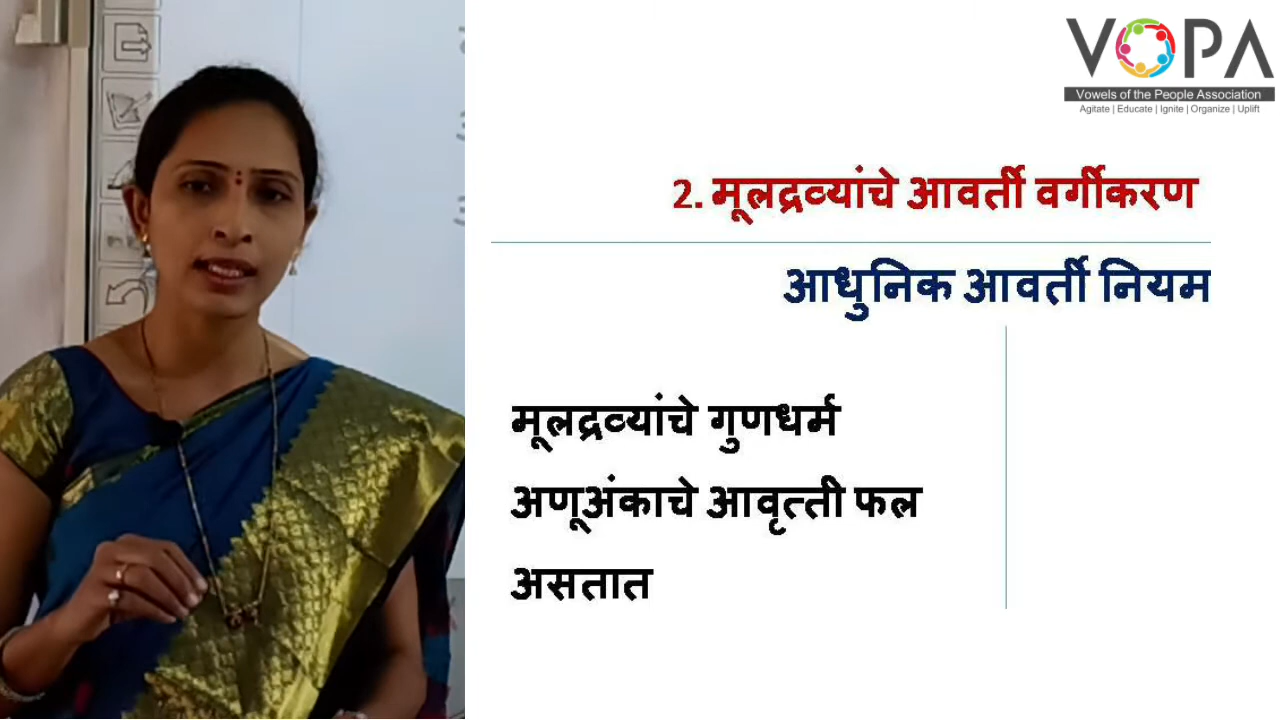 VOPA
Vowels of the People Association
Agitate | Educate | Ignite | Organize | Uplift
2. मूलद्रव्यांचे आवर्ती वर्गीकरण
आधुनिक आवर्ती नियम
मूलद्रव्यांचे गुणधर्म
अणूअंकाचे आवृत्ती फल
असतात